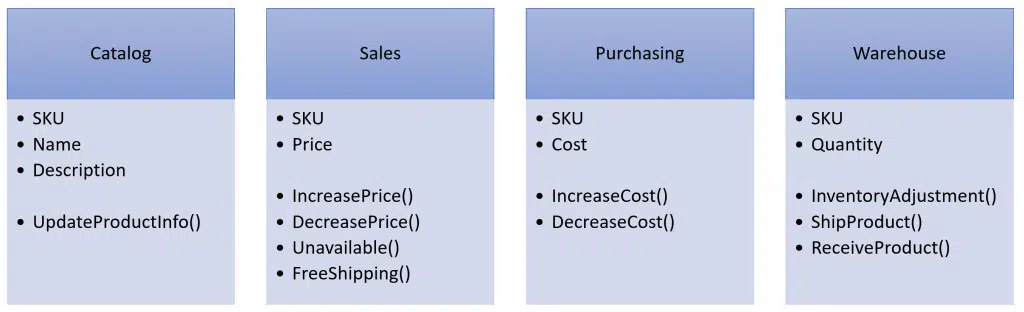 Catalog
• SKU
• Name
• Description
• UpdateProductInfo()
Sales
• SKU
• Price
• IncreasePrice()
• DecreasePrice()
• Unavailable()
• FreeShipping()
Purchasing
• SKU
• Cost
• IncreaseCost()
• DecreaseCost()
Warehouse
• SKU
• Quantity
• InventoryAdjustment()
• ShipProduct()
• ReceiveProduct()